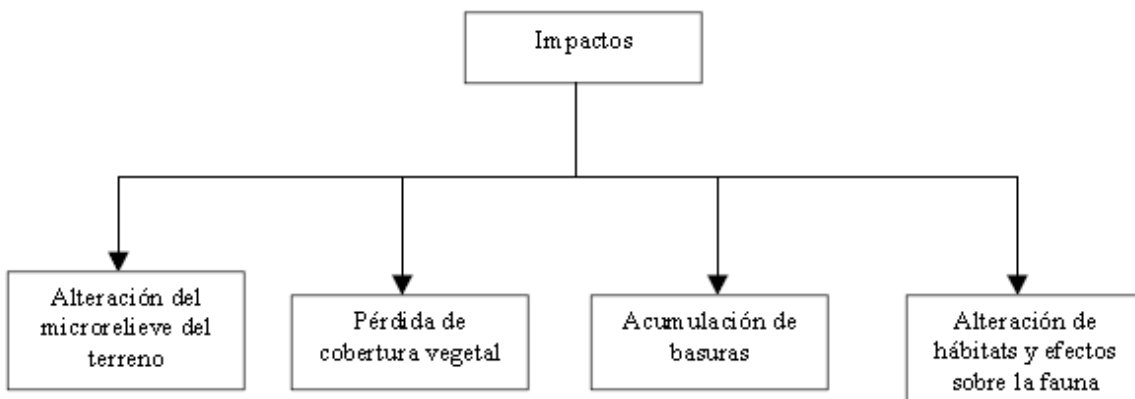 Impactos
Alteración del
microrelieve del
terreno
Pérdida de
cobertura vegetal
Acumulación de
basuras
Alteración de
hábitats y efectos
sobre la fauna